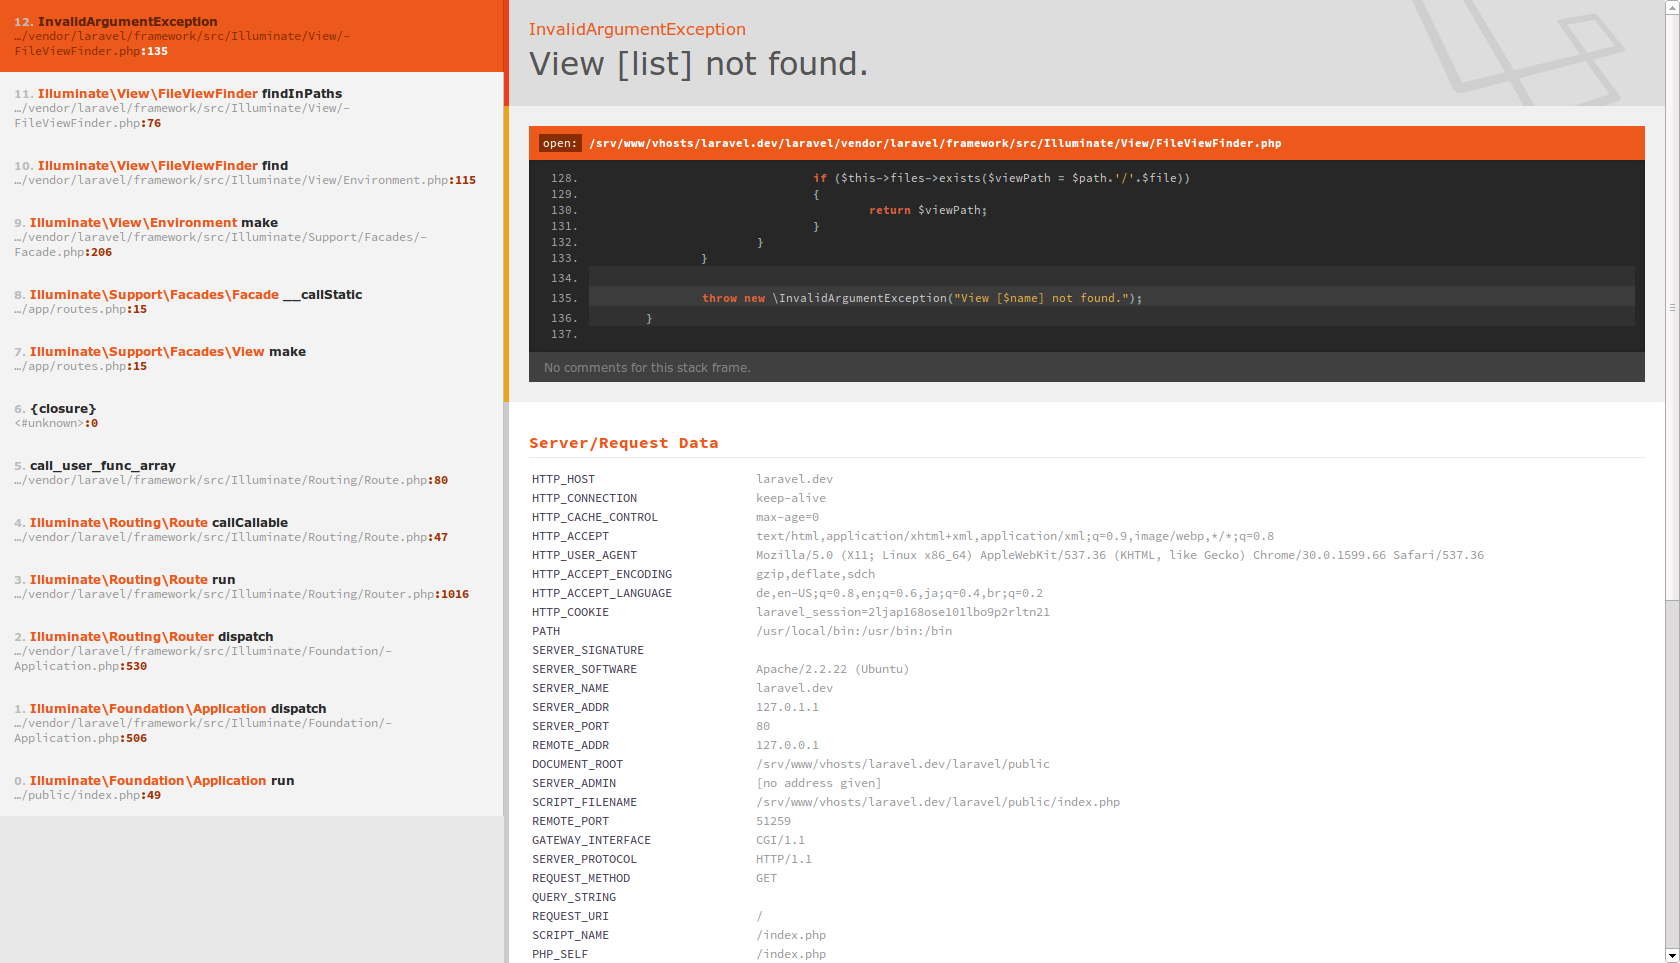 12. InvalidArgumentException
…/vendor/laravel/framework/src/Illuminate/View/-
FileViewFinder.php:135
11. Illuminate\View\FileViewFinder findInPaths
…/vendor/laravel/framework/src/Illuminate/View/-
FileViewFinder.php:76
10. Illuminate\View\FileViewFinder find
…/vendor/laravel/framework/src/Illuminate/View/Environment.php:115
9. Illuminate\View\Environment make
…/vendor/laravel/framework/src/Illuminate/Support/Facades/-
Facade.php:206
8. Illuminate\Support\Facades\Facade __callStatic
…/app/routes.php:15
7. Illuminate\Support\Facades\View make
…/app/routes.php:15
6. {closure}
<#unknown>:0
5. call_user_func_array
…/vendor/laravel/framework/src/Illuminate/Routing/Route.php:80
4. Illuminate\Routing\Route callCallable
…/vendor/laravel/framework/src/Illuminate/Routing/Route.php:47
3. Illuminate\Routing\Route run
…/vendor/laravel/framework/src/Illuminate/Routing/Router.php:1016
2. Illuminate\Routing\Router dispatch
…/vendor/laravel/framework/src/Illuminate/Foundation/-
Application.php:530
1. Illuminate\Foundation\Application dispatch
…/vendor/laravel/framework/src/Illuminate/Foundation/-
Application.php:506
0. Illuminate\Foundation\Application run
…/public/index.php:49
InvalidArgumentException
View [list] not found.
open: /srv/www/vhosts/laravel.dev/laravel/vendor/laravel/framework/src/Illuminate/View/FileViewFinder.php
128. if ($this->files->exists($viewPath = $path.'/'.$file))
129. {
130. return $viewPath;
131. }
132. }
133. }
134.
135. throw new \InvalidArgumentException("View [$name] not found.");
136. }
137.
No comments for this stack frame.
Server/Request Data
HTTP_HOST laravel.dev
HTTP_CONNECTION keep-alive
HTTP_CACHE_CONTROL max-age=0
HTTP_ACCEPT text/html,application/xhtml+xml,application/xml;q=0.9,image/webp,*/*;q=0.8
HTTP_USER_AGENT Mozilla/5.0 (X11; Linux x86_64) AppleWebKit/537.36 (KHTML, like Gecko) Chrome/30.0.1599.66 Safari/537.36
HTTP_ACCEPT_ENCODING gzip,deflate,sdch
HTTP_ACCEPT_LANGUAGE de,en-US;q=0.8,en;q=0.6,ja;q=0.4,br;q=0.2
HTTP_COOKIE laravel_session=2ljap168ose101lbo9p2rltn21
PATH /usr/local/bin:/usr/bin:/bin
SERVER_SIGNATURE
SERVER_SOFTWARE Apache/2.2.22 (Ubuntu)
SERVER_NAME laravel.dev
SERVER_ADDR 127.0.1.1
SERVER_PORT 80
REMOTE_ADDR 127.0.0.1
DOCUMENT_ROOT /srv/www/vhosts/laravel.dev/laravel/public
SERVER_ADMIN [no address given]
SCRIPT_FILENAME /srv/www/vhosts/laravel.dev/laravel/public/index.php
REMOTE_PORT 51259
GATEWAY_INTERFACE CGI/1.1
SERVER_PROTOCOL HTTP/1.1
REQUEST_METHOD GET
QUERY_STRING
REQUEST_URI /
SCRIPT_NAME /index.php
PHP_SELF /index.php